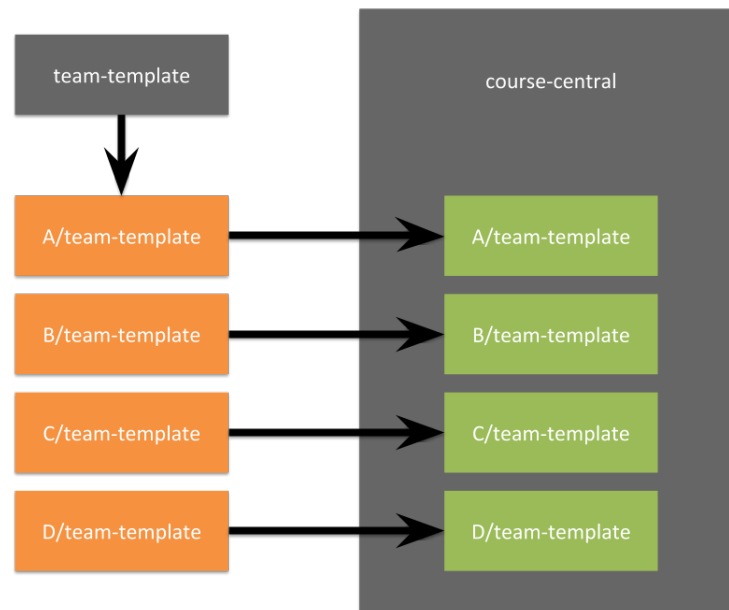 team-template
course-central
A/team-template
A/team-template
B/team-template
B/team-template
C/team-template
C/team-template
D/team-template
D/team-template